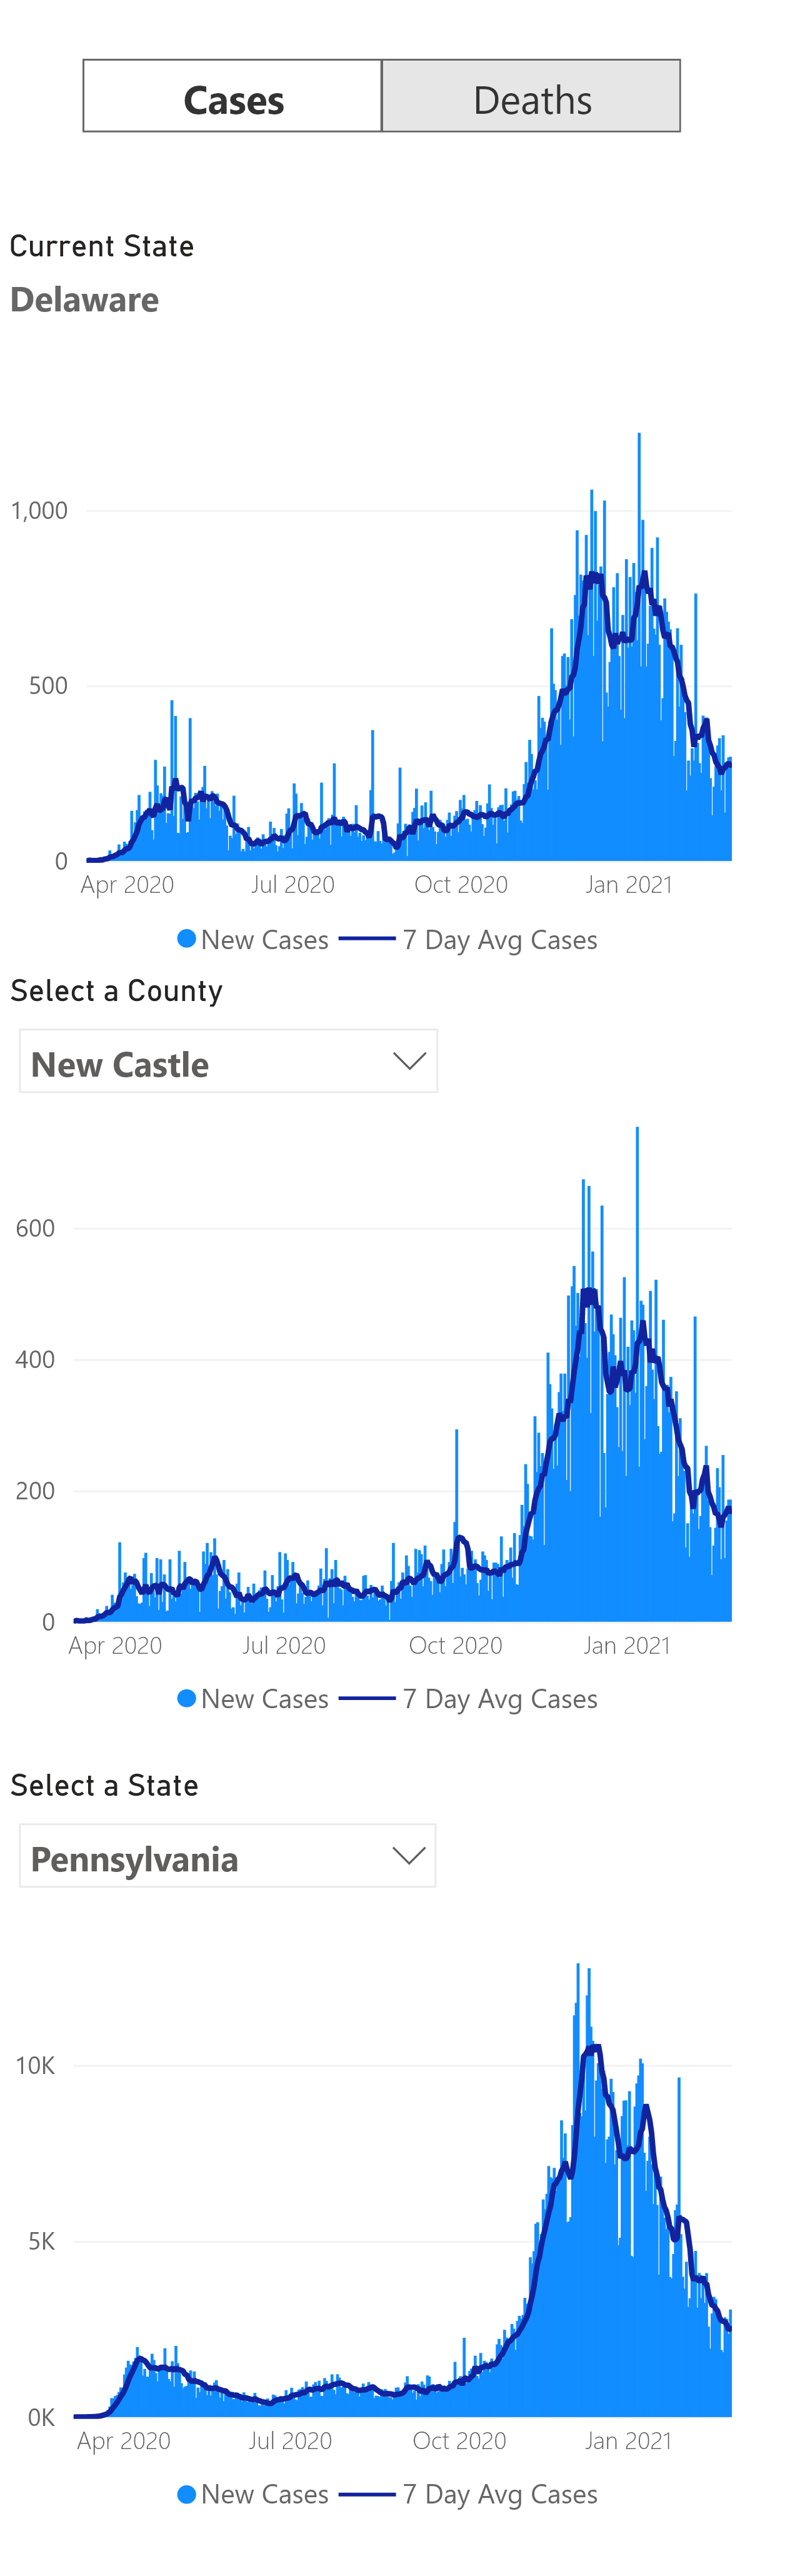 Cases Deaths
Current State
Delaware
1,000
500
0
Apr 2020 Jul 2020 Oct 2020 Jan 2021
New Cases 7 Day Avg Cases
Select a County
New Castle
600
400
200
0
Apr 2020 Jul 2020 Oct 2020 Jan 2021
New Cases 7 Day Avg Cases
Select a State
Pennsylvania
10K
5K
0K
Apr 2020 Jul 2020 Oct 2020 Jan 2021
New Cases 7 Day Avg Cases